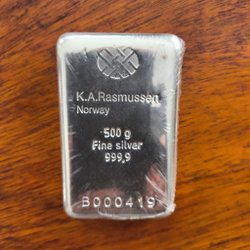 K.A.Rasmussen
Norway
500 g
Fine silver
999,9
B000419